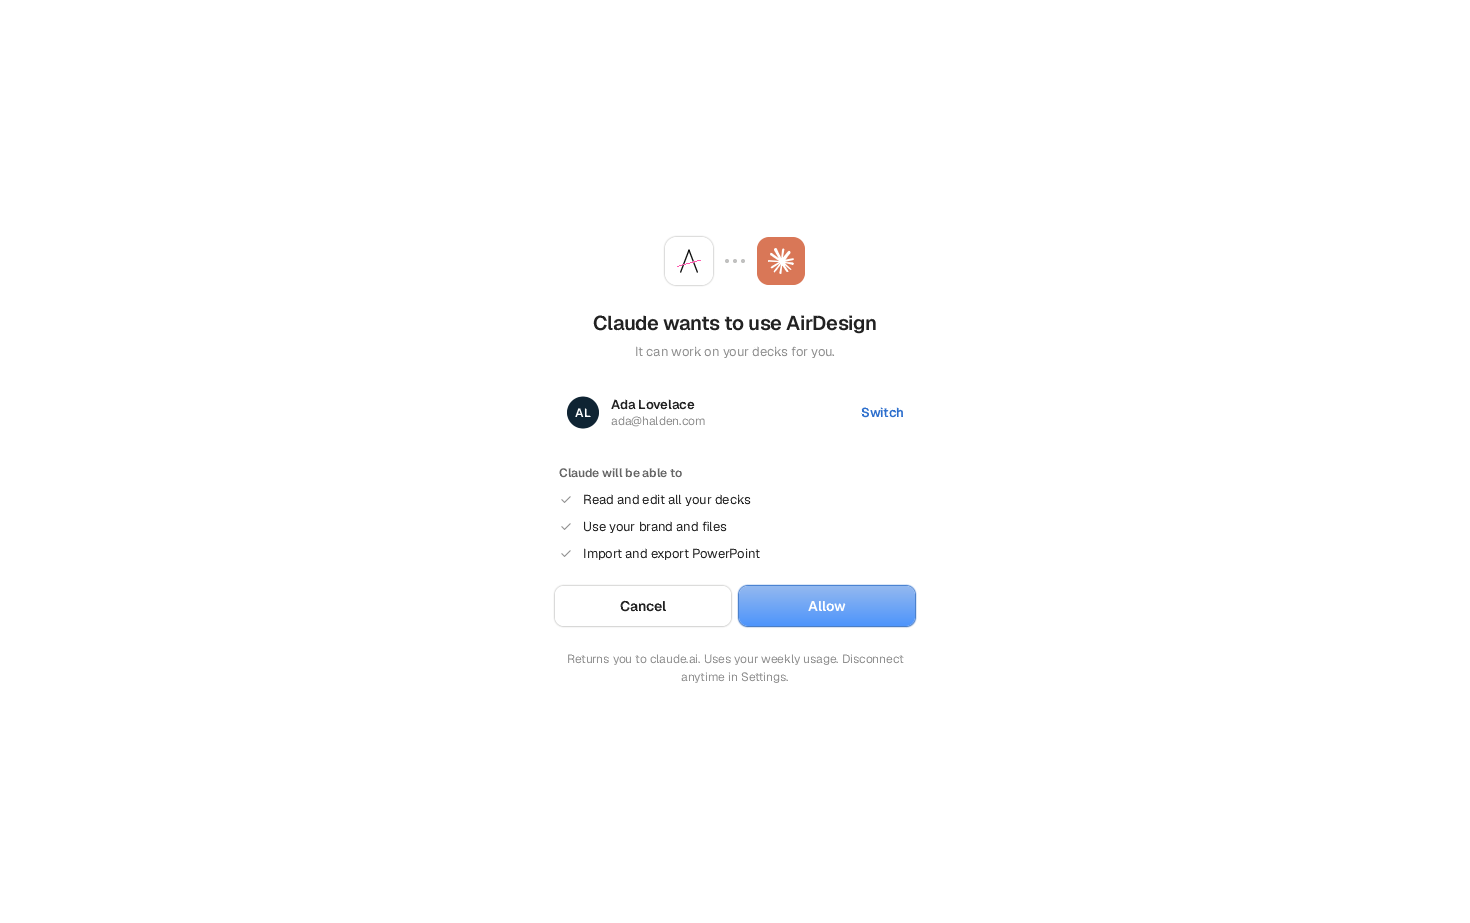 Claude wants to use AirDesign
It can work on your decks for you.
AL
Ada Lovelace
ada@halden.com
Switch
Claude will be able to
Read and edit all your decks
Use your brand and files
Import and export PowerPoint
Cancel
Allow
Returns you to claude.ai. Uses your weekly usage. Disconnect
anytime in Settings.